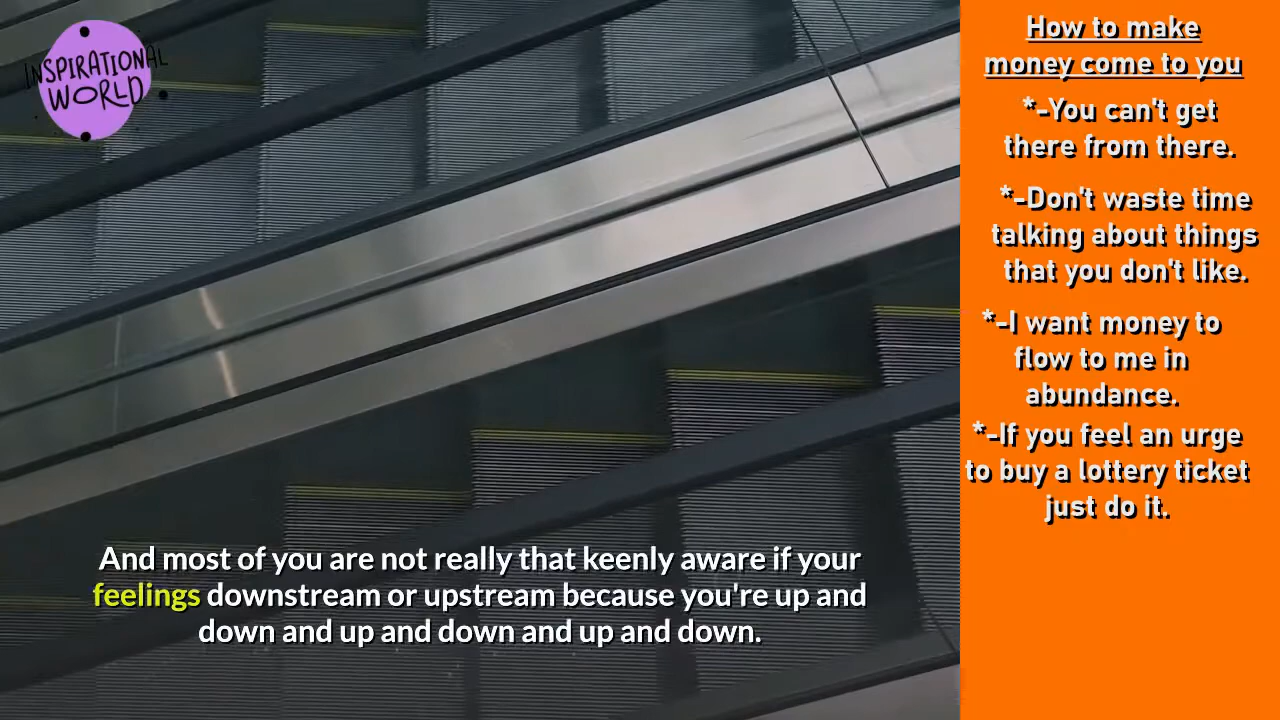 INSPIRATIONAL
WORLD
How to make
money come to you
*-You can't get
there from there.
*-Don't waste time
talking about things
that you don't like.
*-I want money to
flow to me in
abundance.
*-If you feel an urge
to buy a lottery ticket
just do it.
And most of you are not really that keenly aware if your
feelings downstream or upstream because you're up and
down and up and down and up and down.